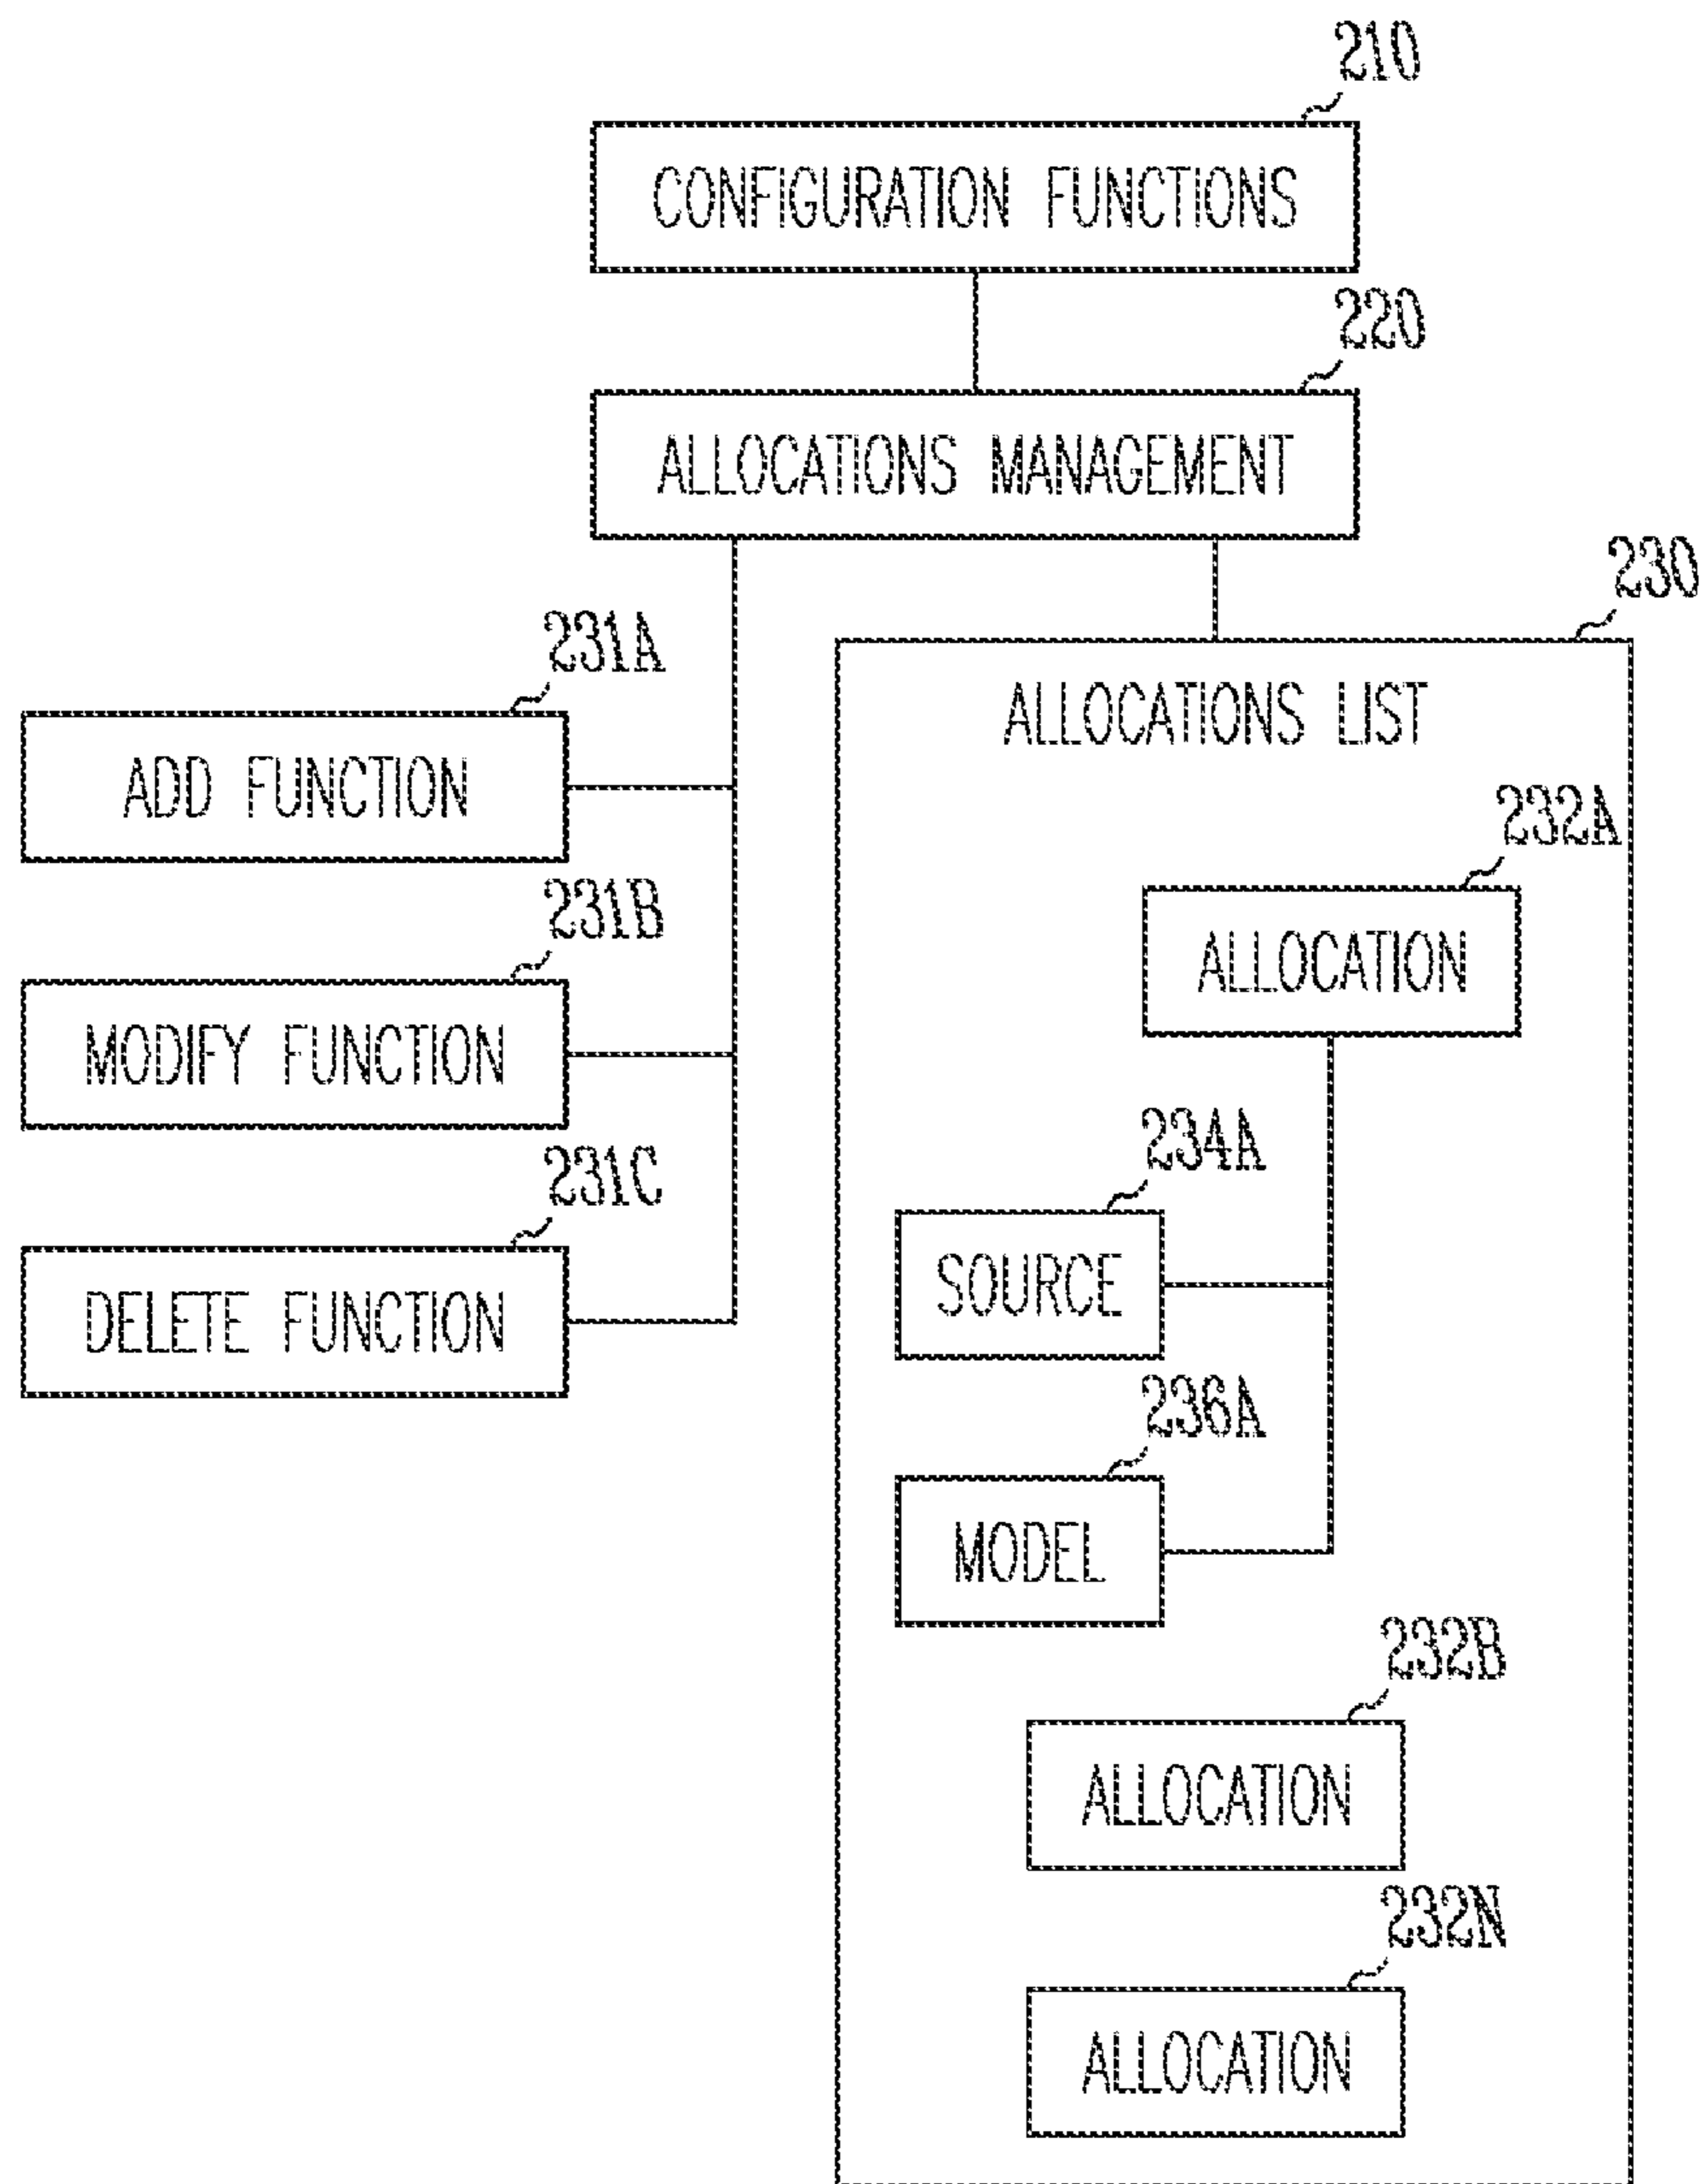 210
CONFIGURATION FUNCTIONS
220
ALLOCATIONS MANAGEMENT
230
ALLOCATIONS LIST
231A
ADD FUNCTION
231B
MODIFY FUNCTION
231C
DELETE FUNCTION
232A
ALLOCATION
234A
SOURCE
236A
MODEL
232B
ALLOCATION
232N
ALLOCATION